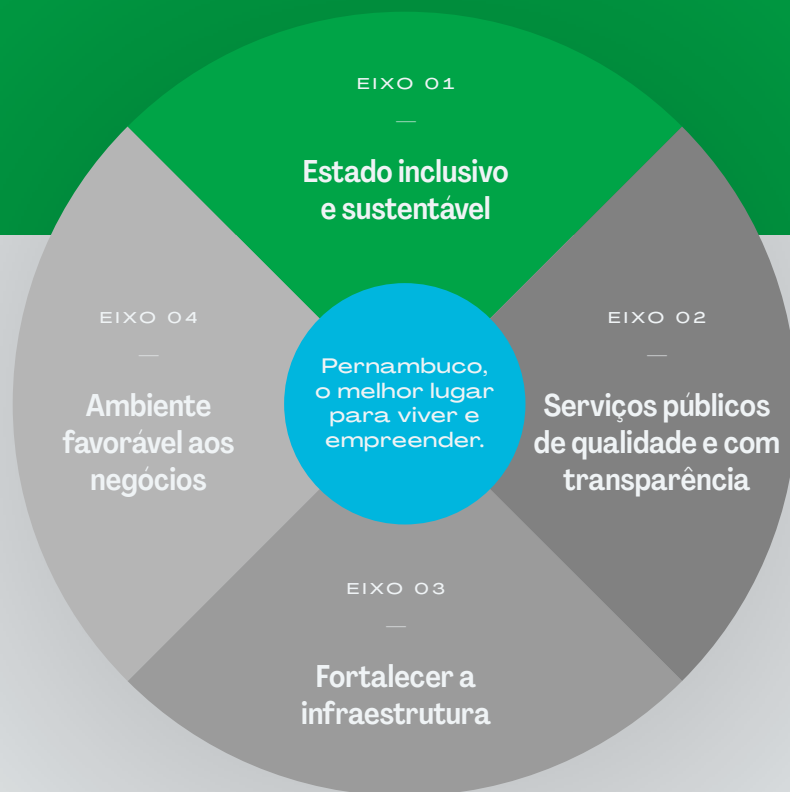 EIXO 01
Estado inclusivo
e sustentável
EIXO 04
Ambiente
favorável aos
negócios
Pernambuco,
o melhor lugar
para viver e
empreender.
EIXO 02
Serviços públicos
de qualidade e com
transparência
EIXO 03
Fortalecer a
infraestrutura